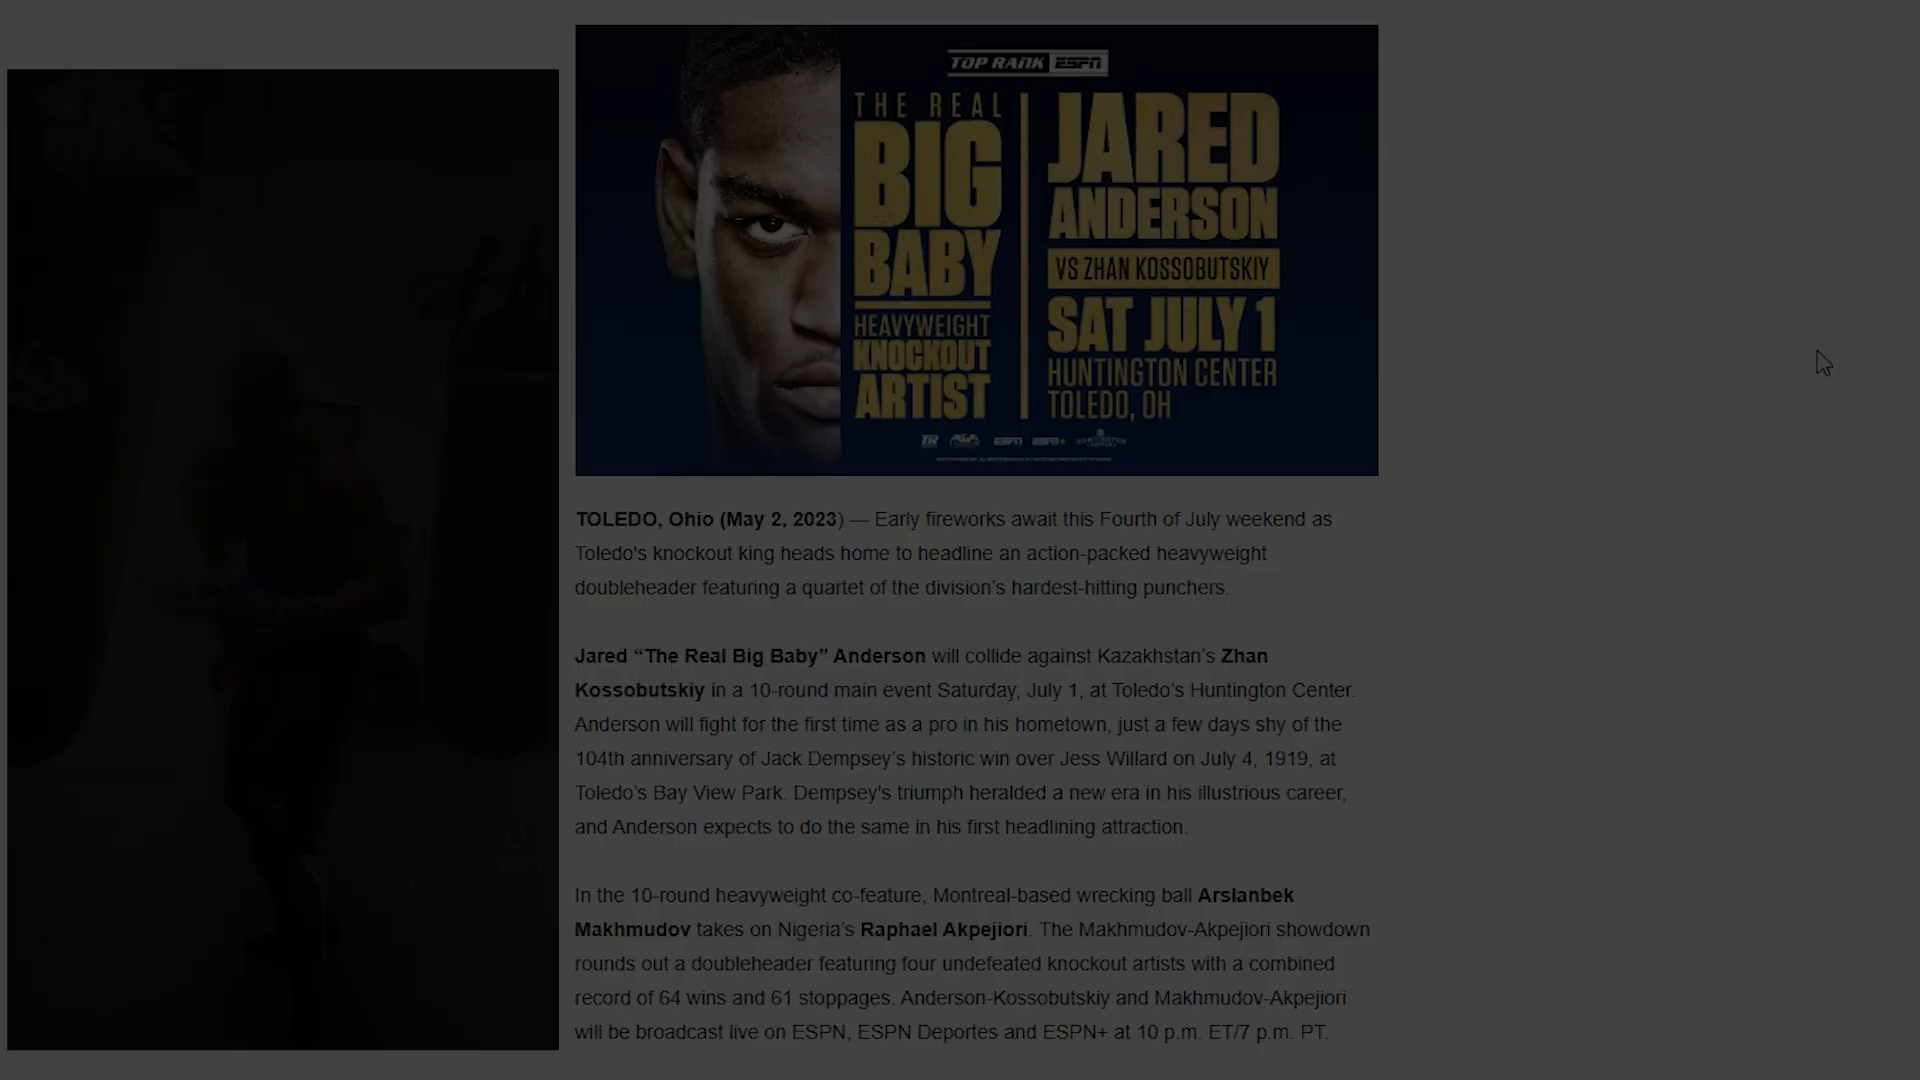 TOP RANK ESPN
THE REAL
BIG
BABY
HEAVYWEIGHT
KNOCKOUT
ARTIST
JARED
ANDERSON
VS ZHAN KOSSOBUTSKIY
SAT JULY 1
HUNTINGTON CENTER
TOLEDO, OH
TR
ESPN
ESPN+
TOLEDO, Ohio (May 2, 2023) — Early fireworks await this Fourth of July weekend as
Toledo's knockout king heads home to headline an action-packed heavyweight
doubleheader featuring a quartet of the division’s hardest-hitting punchers.
Jared “The Real Big Baby” Anderson will collide against Kazakhstan’s Zhan
Kossobutskiy in a 10-round main event Saturday, July 1, at Toledo’s Huntington Center.
Anderson will fight for the first time as a pro in his hometown, just a few days shy of the
104th anniversary of Jack Dempsey’s historic win over Jess Willard on July 4, 1919, at
Toledo’s Bay View Park. Dempsey's triumph heralded a new era in his illustrious career,
and Anderson expects to do the same in his first headlining attraction.
In the 10-round heavyweight co-feature, Montreal-based wrecking ball Arslanbek
Makhmudov takes on Nigeria’s Raphael Akpejiori. The Makhmudov-Akpejiori showdown
rounds out a doubleheader featuring four undefeated knockout artists with a combined
record of 64 wins and 61 stoppages. Anderson-Kossobutskiy and Makhmudov-Akpejiori
will be broadcast live on ESPN, ESPN Deportes and ESPN+ at 10 p.m. ET/7 p.m. PT.